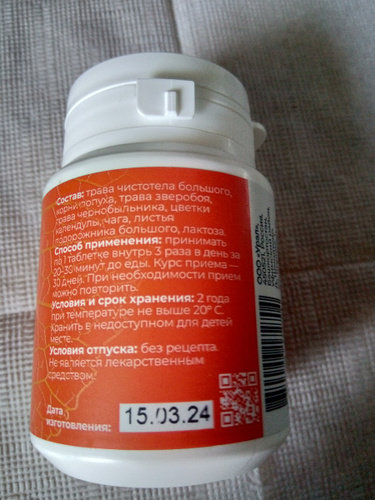 Состав: трава чистотела большого,
корни лопуха, трава зверобоя,
трава чернобыльника, цветки
календулы, чага, листья
подорожника большого, лактоза.
Способ применения: принимать
по 1 таблетке внутрь 3 раза в день за
20-30 минут до еды. Курс приема —
30 дней. При необходимости прием
можно повторить.
Условия и срок хранения: 2 года
при температуре не выше 20° С.
Хранить в недоступном для детей
месте.
Условия отпуска: без рецепта.
Не является лекарственным
средством.
Дата
изготовления:
15.03.24
ООО